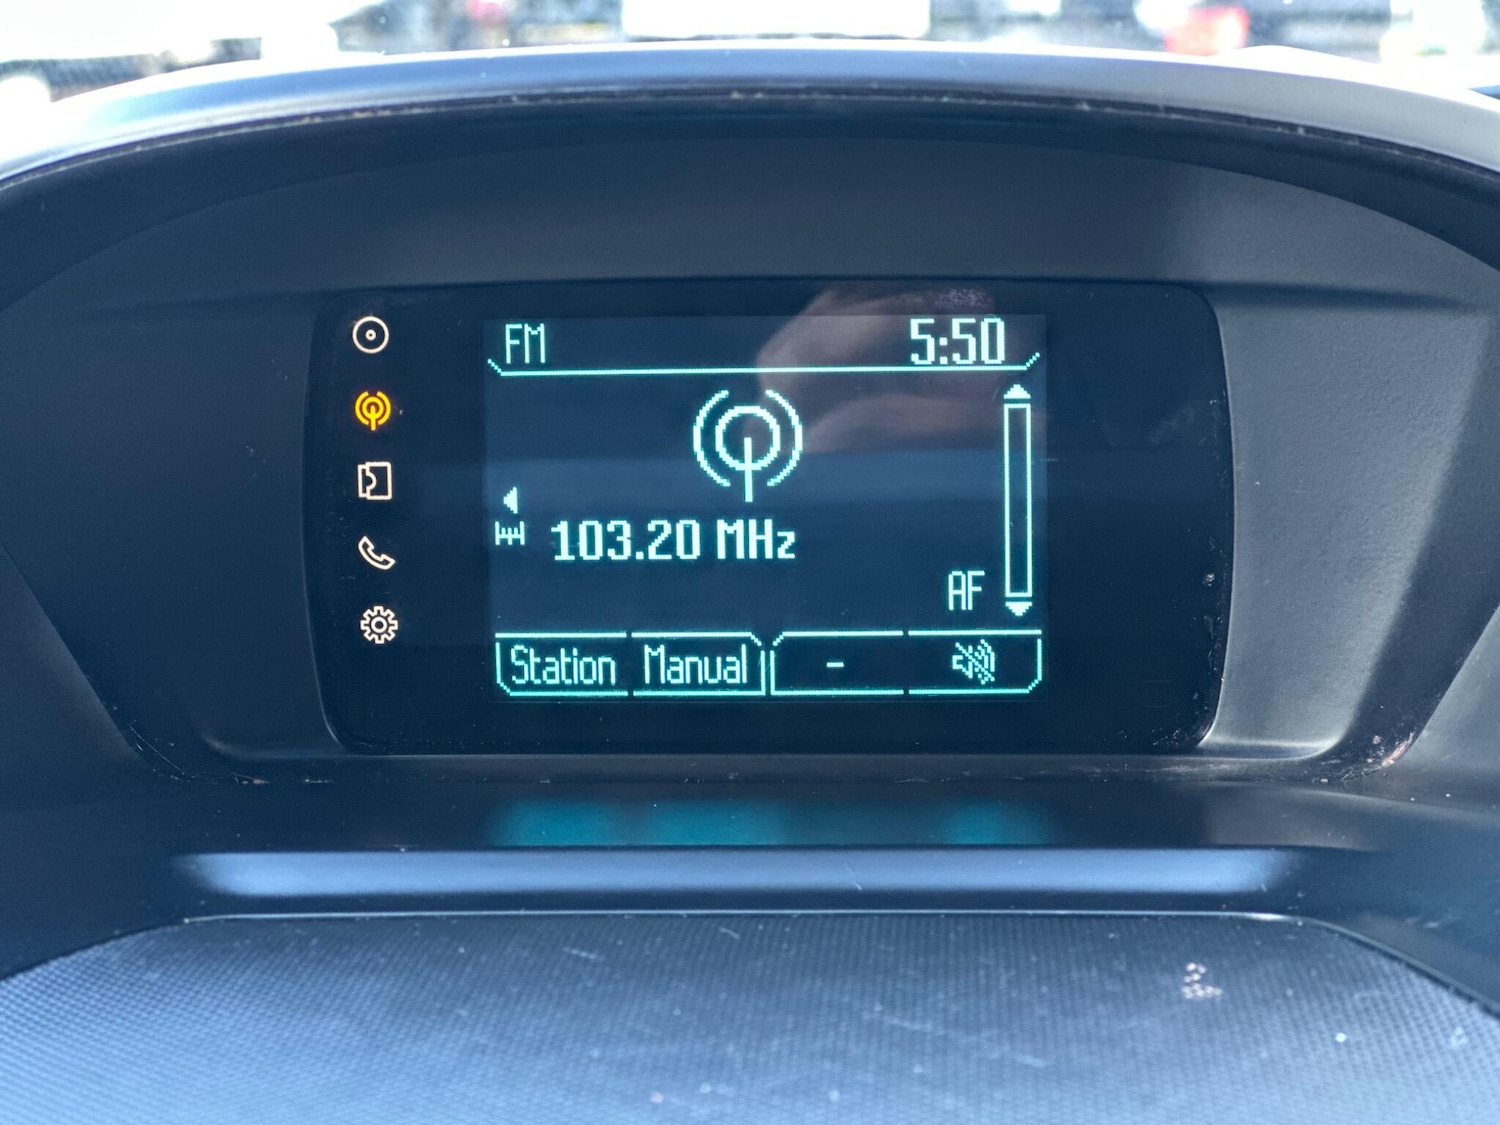 FM 5:50
103.20 MHz
AF
Station Manual -